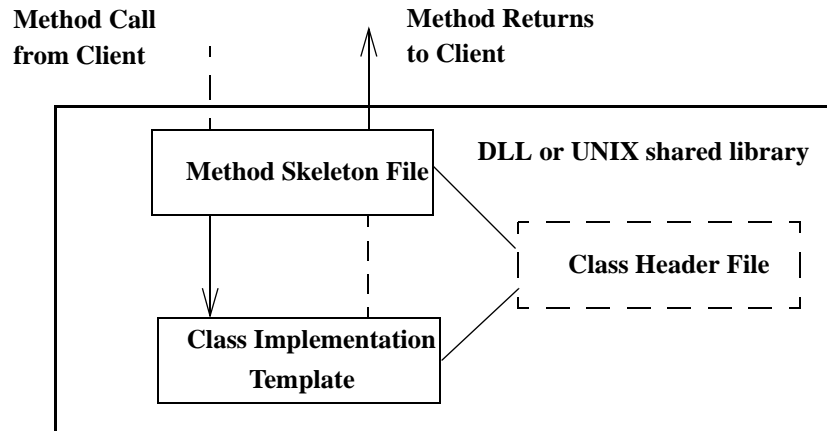 Method Call
from Client
Method Returns
to Client
DLL or UNIX shared library
Method Skeleton File
Class Header File
Class Implementation
Template